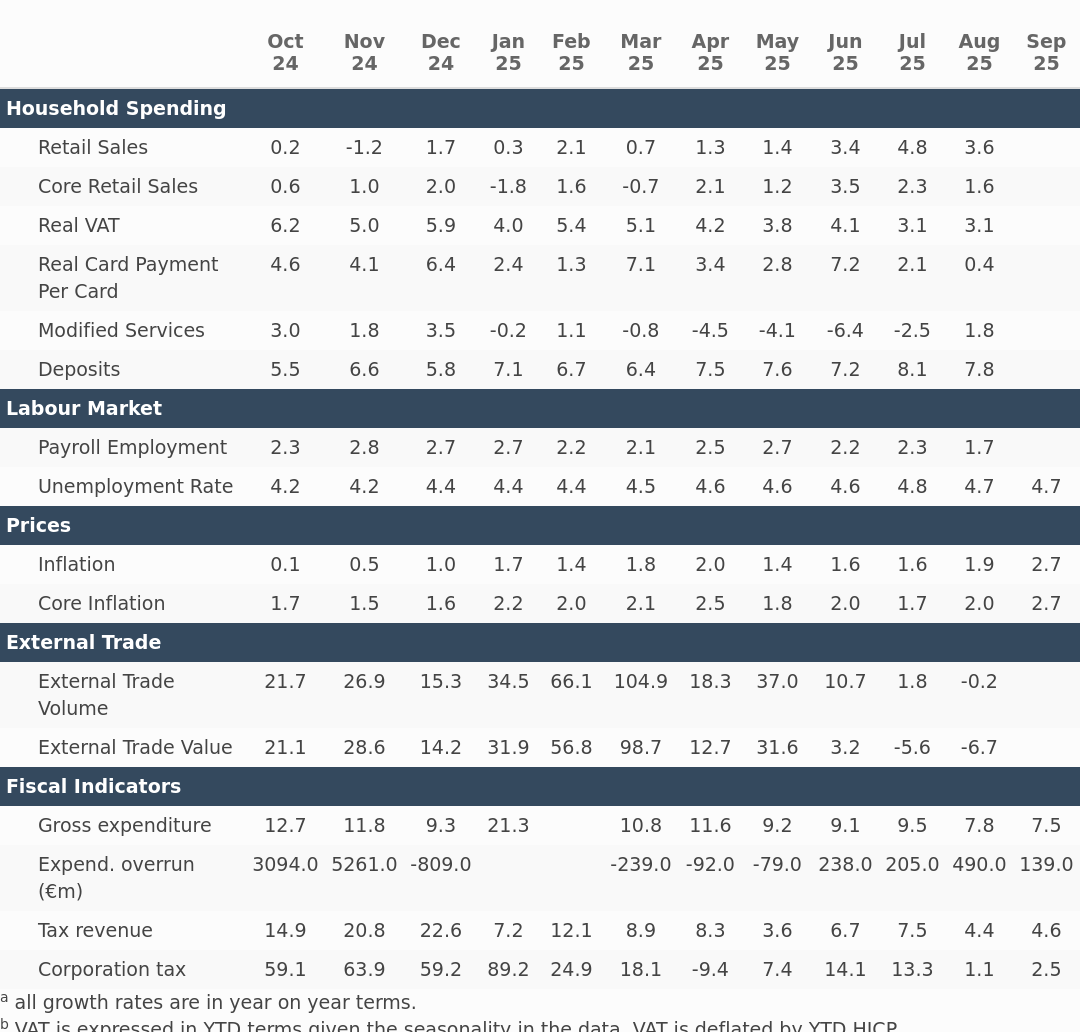 Oct Nov Dec Jan Feb Mar Apr May Jun Jul Aug Sep
24 24 24 25 25 25 25 25 25 25 25 25
Household Spending
Retail Sales 0.2 -1.2 1.7 0.3 2.1 0.7 1.3 1.4 3.4 4.8 3.6
Core Retail Sales 0.6 1.0 2.0 -1.8 1.6 -0.7 2.1 1.2 3.5 2.3 1.6
Real VAT 6.2 5.0 5.9 4.0 5.4 5.1 4.2 3.8 4.1 3.1 3.1
Real Card Payment 4.6 4.1 6.4 2.4 1.3 7.1 3.4 2.8 7.2 2.1 0.4
Per Card
Modified Services 3.0 1.8 3.5 -0.2 1.1 -0.8 -4.5 -4.1 -6.4 -2.5 1.8
Deposits 5.5 6.6 5.8 7.1 6.7 6.4 7.5 7.6 7.2 8.1 7.8
Labour Market
Payroll Employment 2.3 2.8 2.7 2.7 2.2 2.1 2.5 2.7 2.2 2.3 1.7
Unemployment Rate 4.2 4.2 4.4 4.4 4.4 4.5 4.6 4.6 4.6 4.8 4.7 4.7
Prices
Inflation 0.1 0.5 1.0 1.7 1.4 1.8 2.0 1.4 1.6 1.6 1.9 2.7
Core Inflation 1.7 1.5 1.6 2.2 2.0 2.1 2.5 1.8 2.0 1.7 2.0 2.7
External Trade
External Trade 21.7 26.9 15.3 34.5 66.1 104.9 18.3 37.0 10.7 1.8 -0.2
Volume
External Trade Value 21.1 28.6 14.2 31.9 56.8 98.7 12.7 31.6 3.2 -5.6 -6.7
Fiscal Indicators
Gross expenditure 12.7 11.8 9.3 21.3 10.8 11.6 9.2 9.1 9.5 7.8 7.5
Expend. overrun 3094.0 5261.0 -809.0 -239.0 -92.0 -79.0 238.0 205.0 490.0 139.0
(€m)
Tax revenue 14.9 20.8 22.6 7.2 12.1 8.9 8.3 3.6 6.7 7.5 4.4 4.6
Corporation tax 59.1 63.9 59.2 89.2 24.9 18.1 -9.4 7.4 14.1 13.3 1.1 2.5
a all growth rates are in year on year terms.
b VAT is expressed in YTD terms given the seasonality in the data. VAT is deflated by YTD HICP